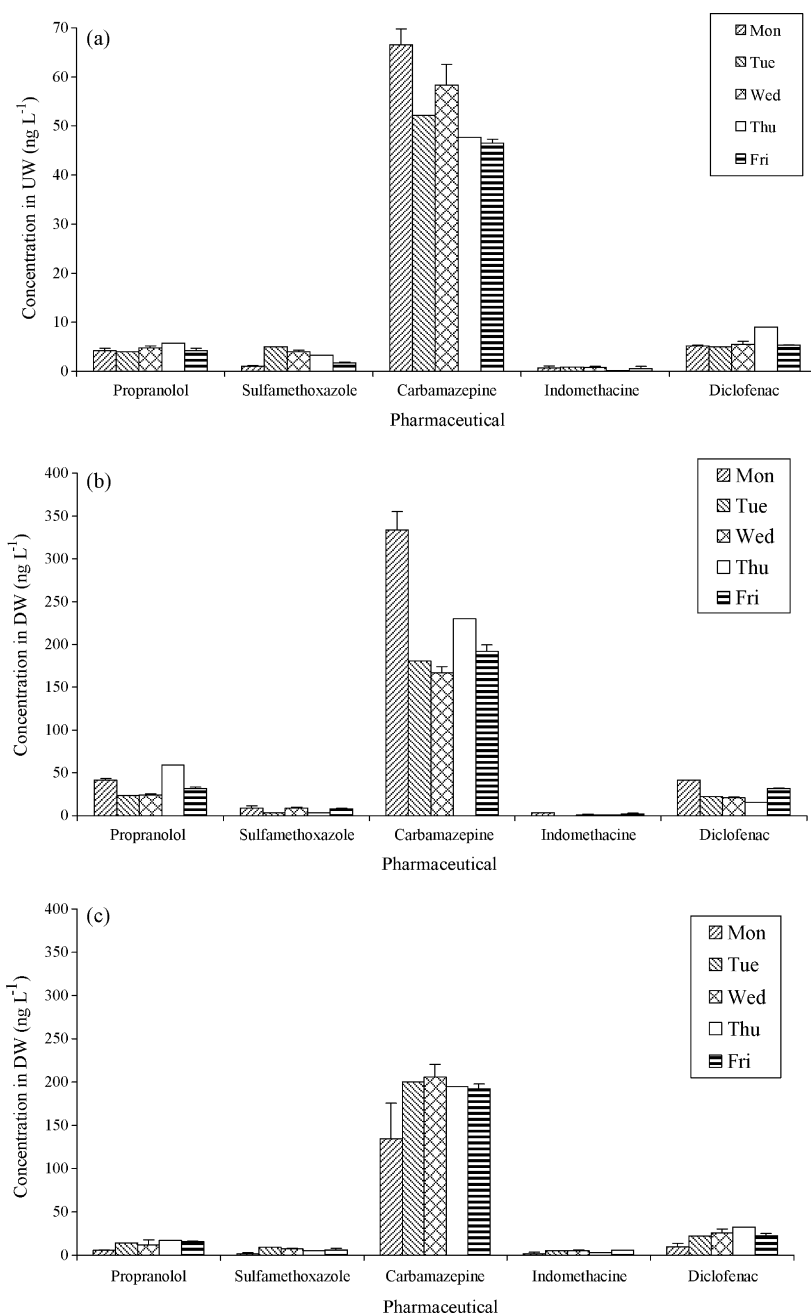 (a)
Concentration in UW (ng L-1)
70
60
50
40
30
20
10
0
Mon
Tue
Wed
Thu
Fri
Propranolol Sulfamethoxazole Carbamazepine Indomethacine Diclofenac
Pharmaceutical
(b)
Concentration in DW (ng L-1)
400
350
300
250
200
150
100
50
0
Mon
Tue
Wed
Thu
Fri
Propranolol Sulfamethoxazole Carbamazepine Indomethacine Diclofenac
Pharmaceutical
(c)
Concentration in DW (ng L-1)
400
350
300
250
200
150
100
50
0
Mon
Tue
Wed
Thu
Fri
Propranolol Sulfamethoxazole Carbamazepine Indomethacine Diclofenac
Pharmaceutical